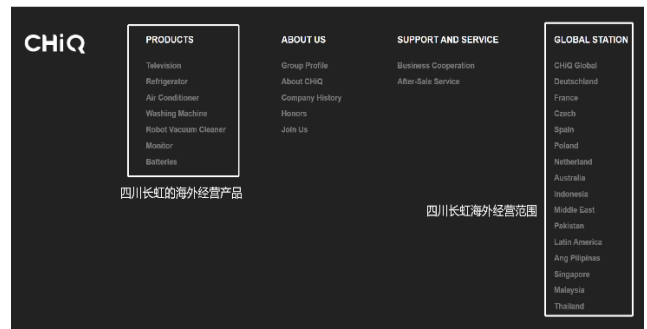 CHiQ
PRODUCTS
Television
Refrigerator
Air Conditioner
Washing Machine
Robot Vacuum Cleaner
Monitor
Batteries
四川长虹的海外经营产品
ABOUT US
Group Profile
About CHiQ
Company History
Honors
Join Us
SUPPORT AND SERVICE
Business Cooperation
After-Sale Service
四川长虹海外经营范围
GLOBAL STATION
CHiQ Global
Deutschland
France
Czech
Spain
Poland
Netherland
Australia
Indonesia
Middle East
Pakistan
Latin America
Ang Pilipinas
Singapore
Malaysia
Thailand